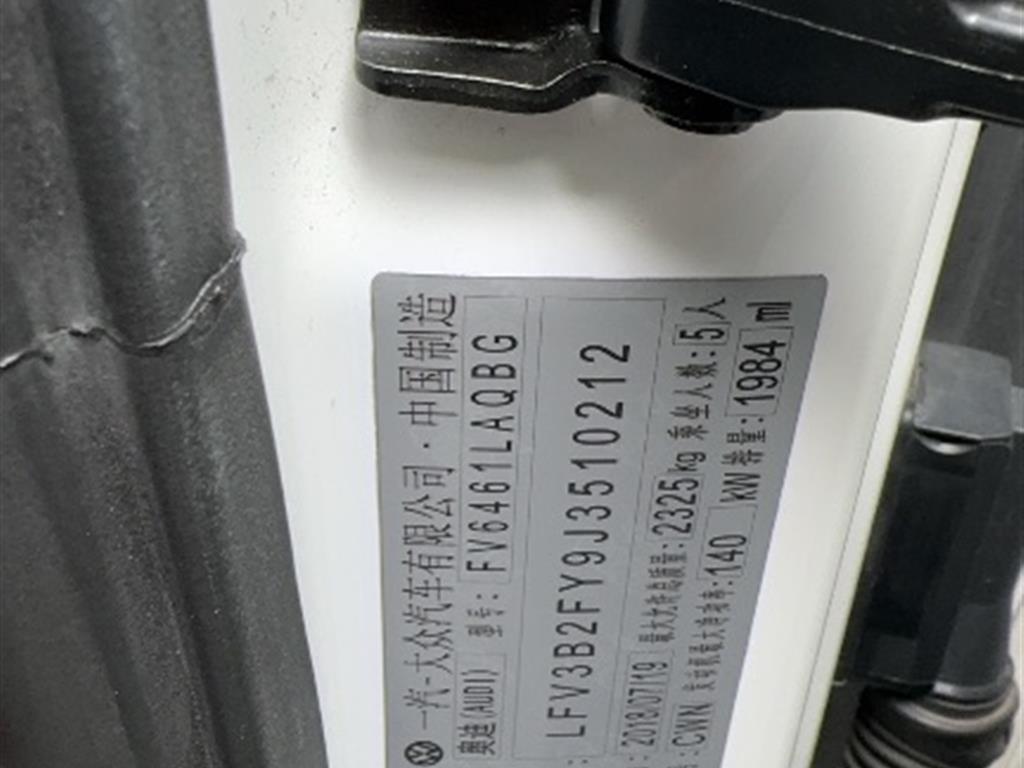 一汽-大众汽车有限公司·中国制造
奥迪(AUDI) 型号: FV6461LAQBG
: LFV3B2FY9J3510212
: 2018/07/19 最大允许总质量: 2325kg 乘坐人数: 5人
: CWN 发动机最大净功率: 140 kW 排量: 1984 ml